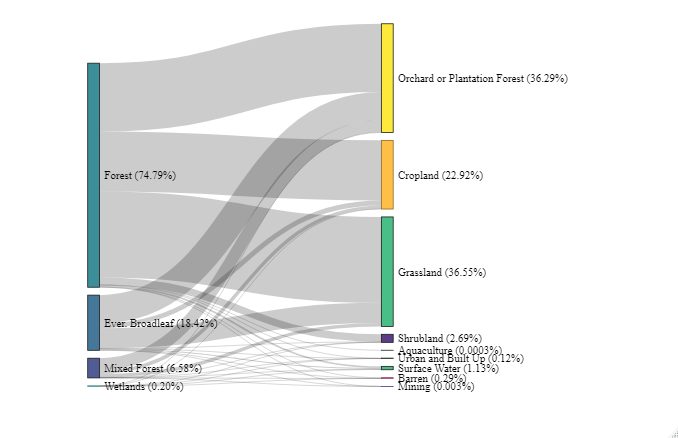 Orchard or Plantation Forest (36.29%)
Forest (74.79%)
Cropland (22.92%)
Grassland (36.55%)
Ever. Broadleaf (18.42%)
Shrubland (2.69%)
Aquaculture (0.0003%)
Urban and Built Up (0.12%)
Mixed Forest (6.58%)
Surface Water (1.13%)
Barren (0.29%)
Wetlands (0.20%)
Mining (0.003%)